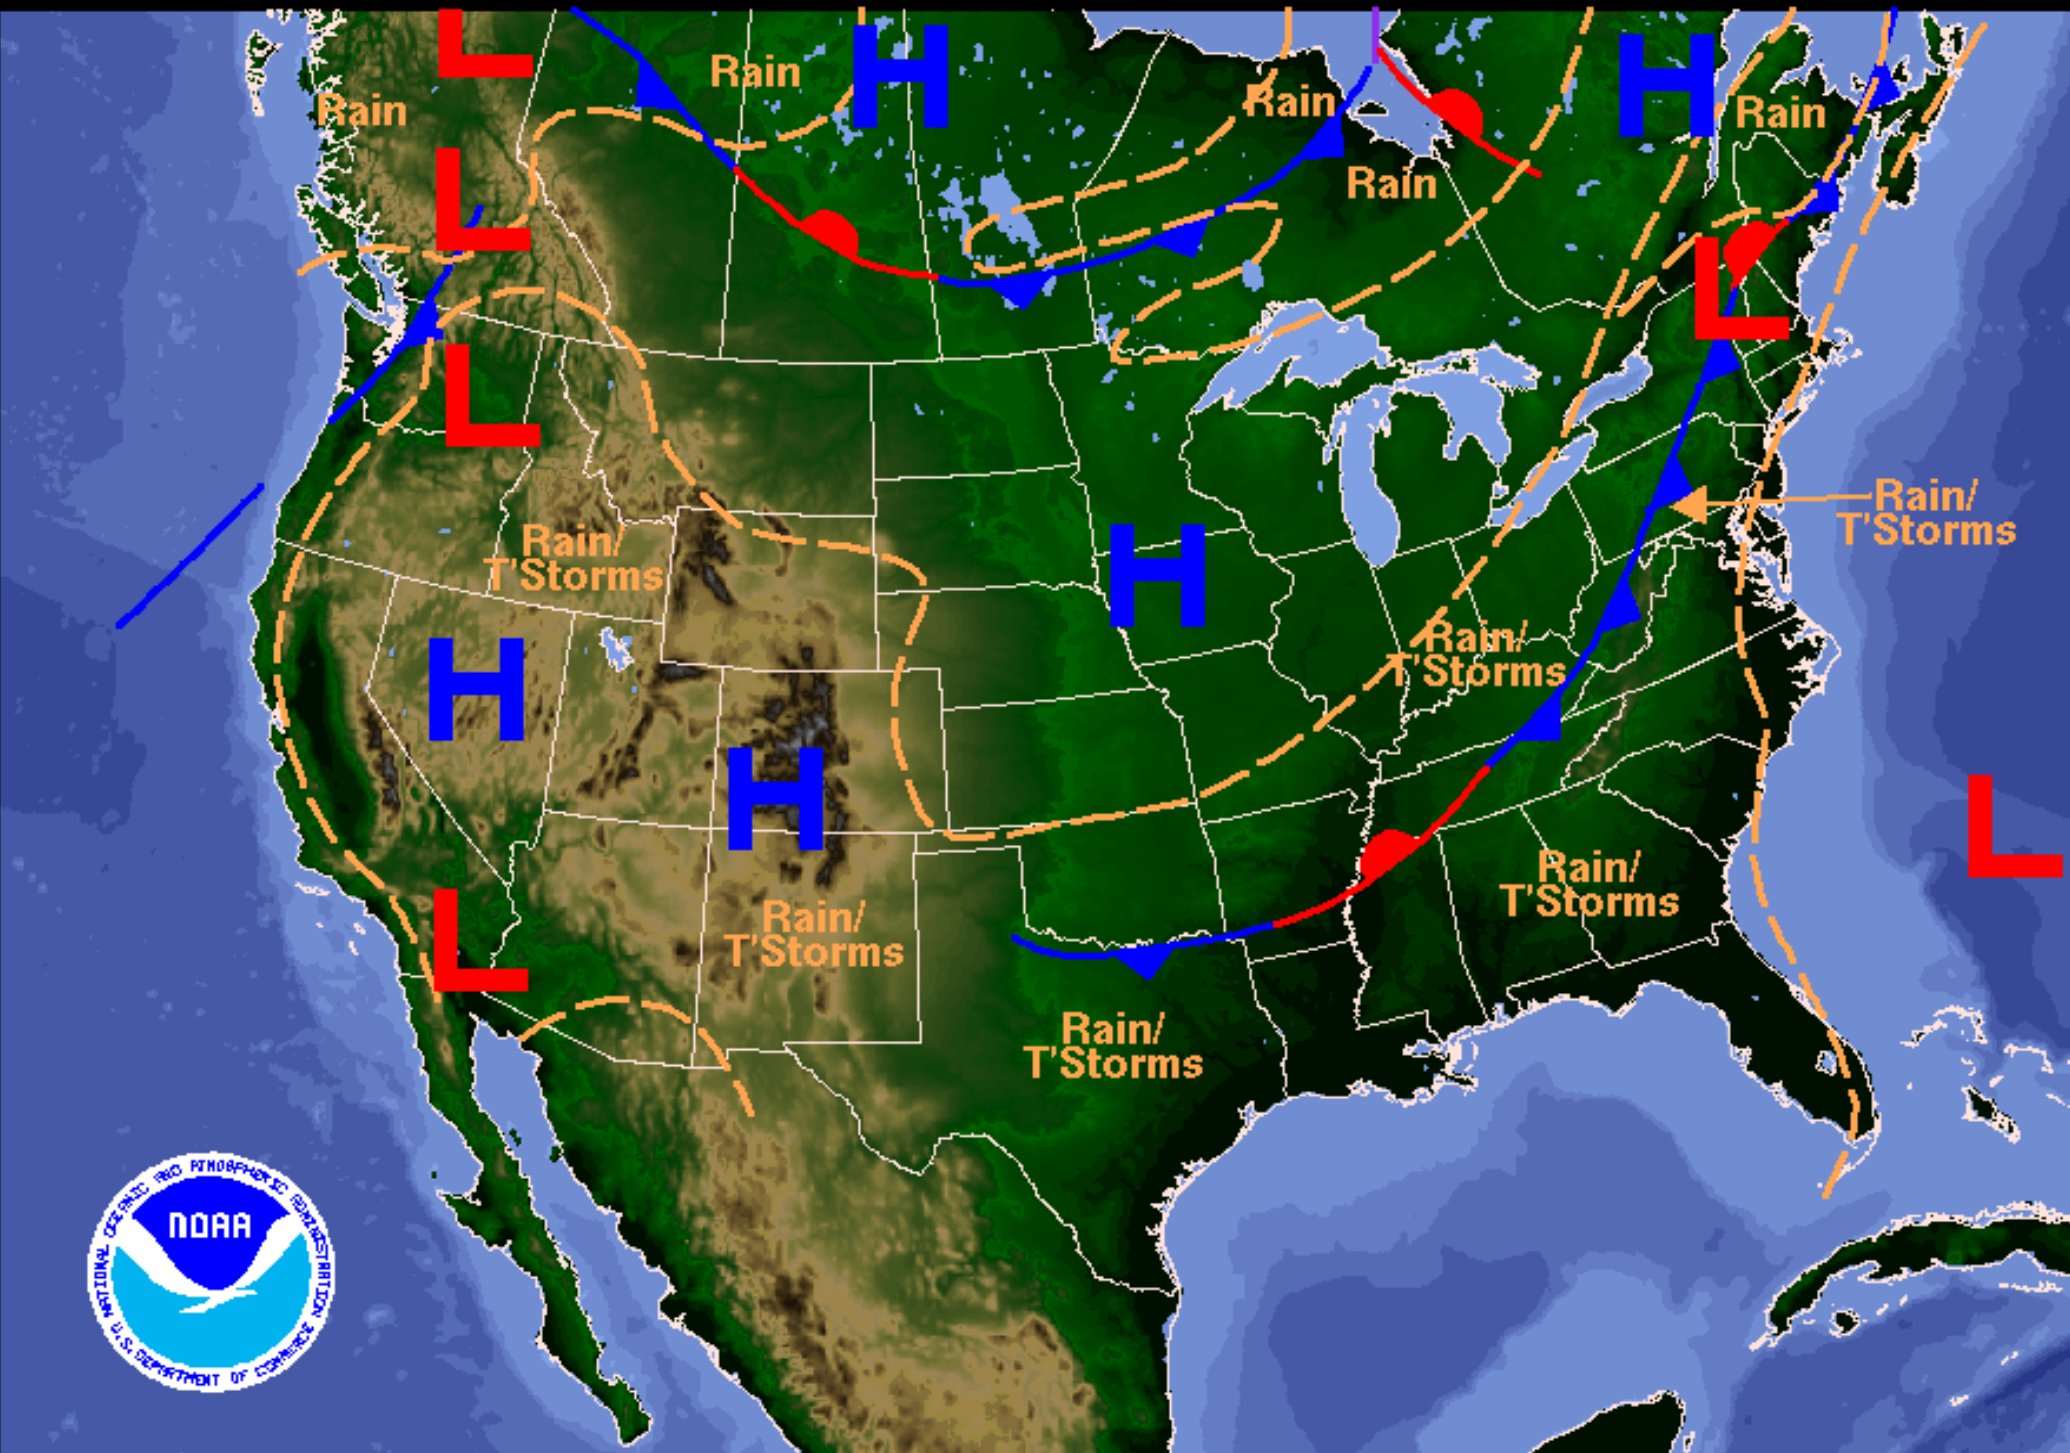 L
Rain
H
H
Rain
Rain
Rain
Rain
L
L
L
Rain/
T'Storms
Rain/
T'Storms
H
Rain/
T'Storms
H
H
L
Rain/
T'Storms
L
Rain/
T'Storms
Rain/
T'Storms
NATIONAL OCEANIC AND ATMOSPHERIC ADMINISTRATION
NOAA
U.S. DEPARTMENT OF COMMERCE